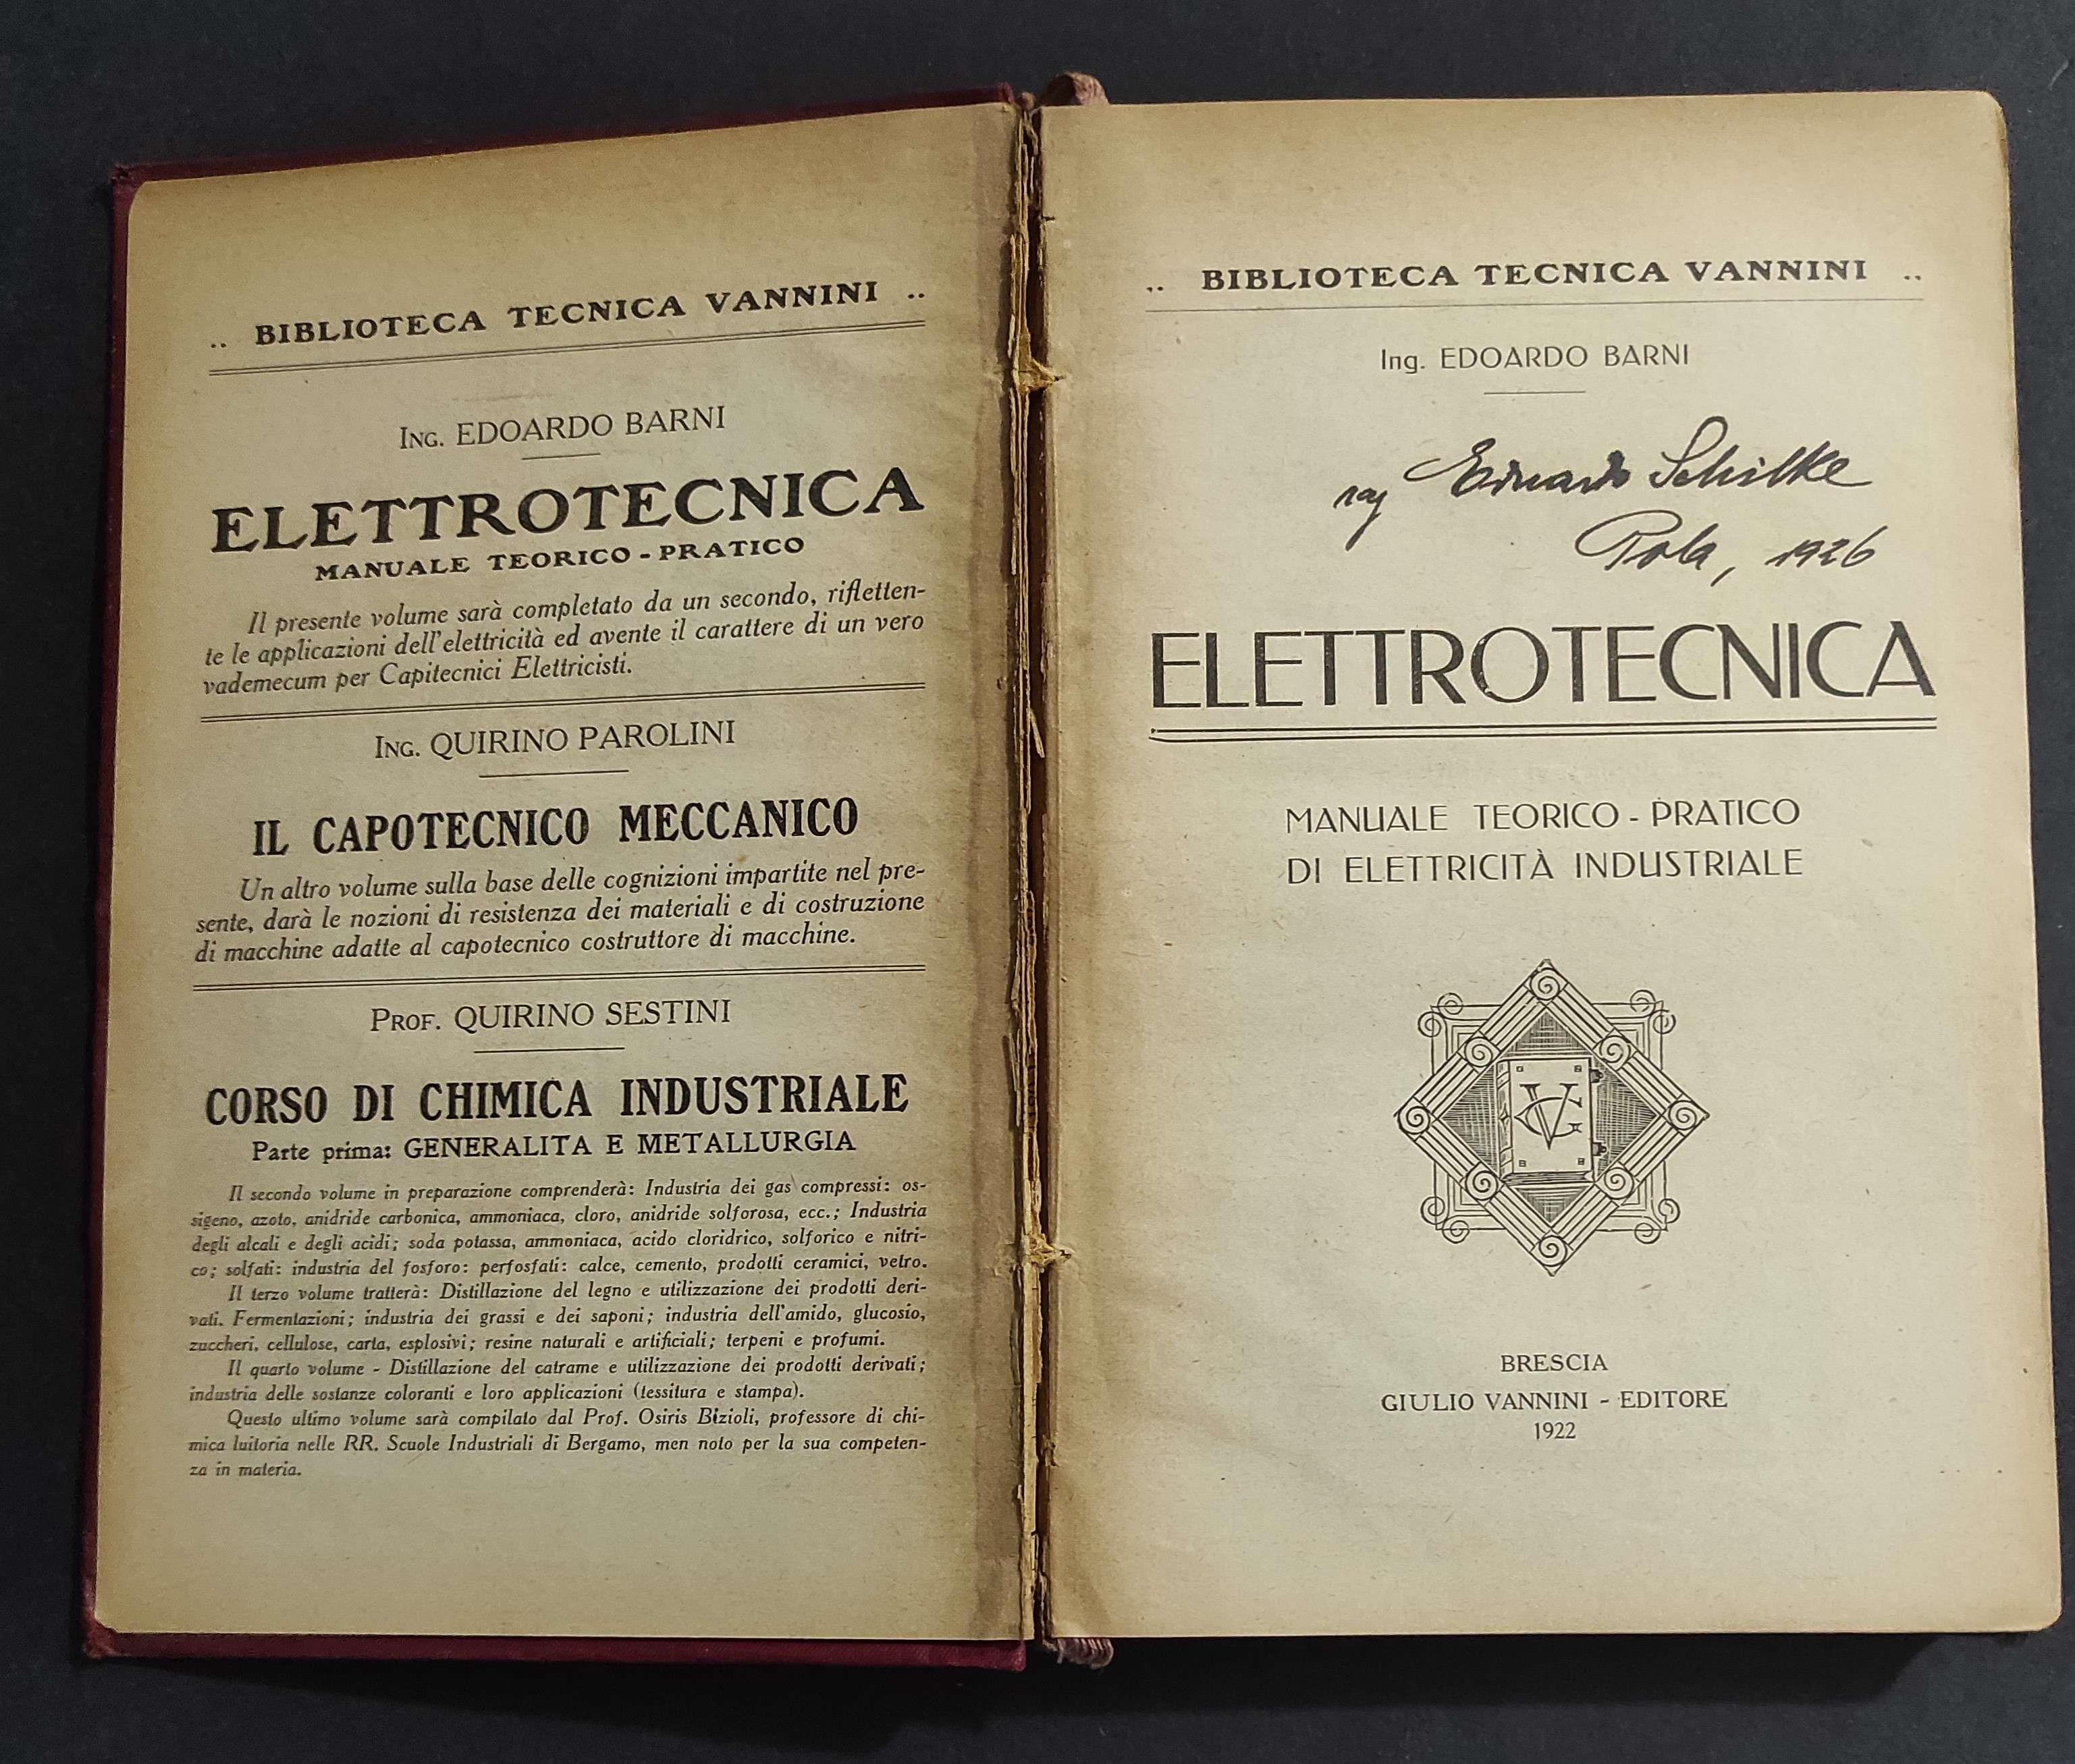 .. BIBLIOTECA TECNICA VANNINI ..
ING. EDOARDO BARNI
ELETTROTECNICA
MANUALE TEORICO - PRATICO
Il presente volume sarà completato da un secondo, rifletten-
te le applicazioni dell'elettricità ed avente il carattere di un vero
vademecum per Capitecnici Elettricisti.
ING. QUIRINO PAROLINI
IL CAPOTECNICO MECCANICO
Un altro volume sulla base delle cognizioni impartite nel pre-
sente, darà le nozioni di resistenza dei materiali e di costruzione
di macchine adatte al capotecnico costruttore di macchine.
PROF. QUIRINO SESTINI
CORSO DI CHIMICA INDUSTRIALE
Parte prima: GENERALITA E METALLURGIA
Il secondo volume in preparazione comprenderà: Industria dei gas compressi: os-
sigeno, azoto, anidride carbonica, ammoniaca, cloro, anidride solforosa, ecc.; Industria
degli alcali e degli acidi; soda potassa, ammoniaca, acido cloridrico, solforico e nitri-
co; solfati: industria del fosforo: perfosfati: calce, cemento, prodotti ceramici, vetro.
Il terzo volume tratterà: Distillazione del legno e utilizzazione dei prodotti deri-
vati. Fermentazioni; industria dei grassi e dei saponi; industria dell'amido, glucosio,
zuccheri, cellulose, carta, esplosivi; resine naturali e artificiali; terpeni e profumi.
Il quarto volume - Distillazione del catrame e utilizzazione dei prodotti derivati;
industria delle sostanze coloranti e loro applicazioni (tessitura e stampa).
Questo ultimo volume sarà compilato dal Prof. Osiris Bizioli, professore di chi-
mica tuitoria nelle RR. Scuole Industriali di Bergamo, men noto per la sua competen-
za in materia.
.. BIBLIOTECA TECNICA VANNINI ..
Ing. EDOARDO BARNI
Schilke
Pola, 1926
ELETTROTECNICA
MANUALE TEORICO - PRATICO
DI ELETTRICITÀ INDUSTRIALE
GV
BRESCIA
GIULIO VANNINI - EDITORE
1922